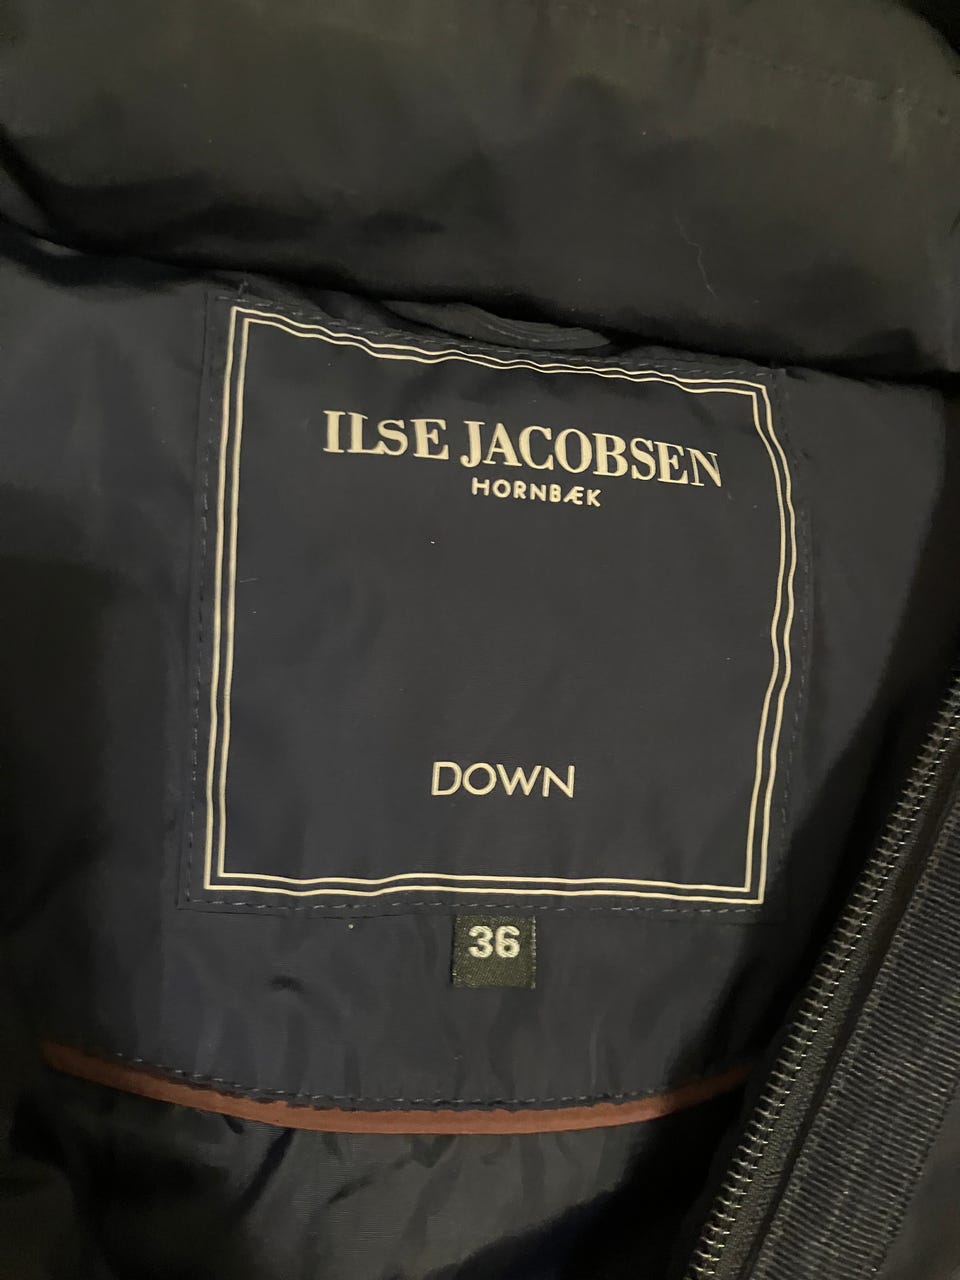 ILSE JACOBSEN
HORNBÆK
DOWN
36